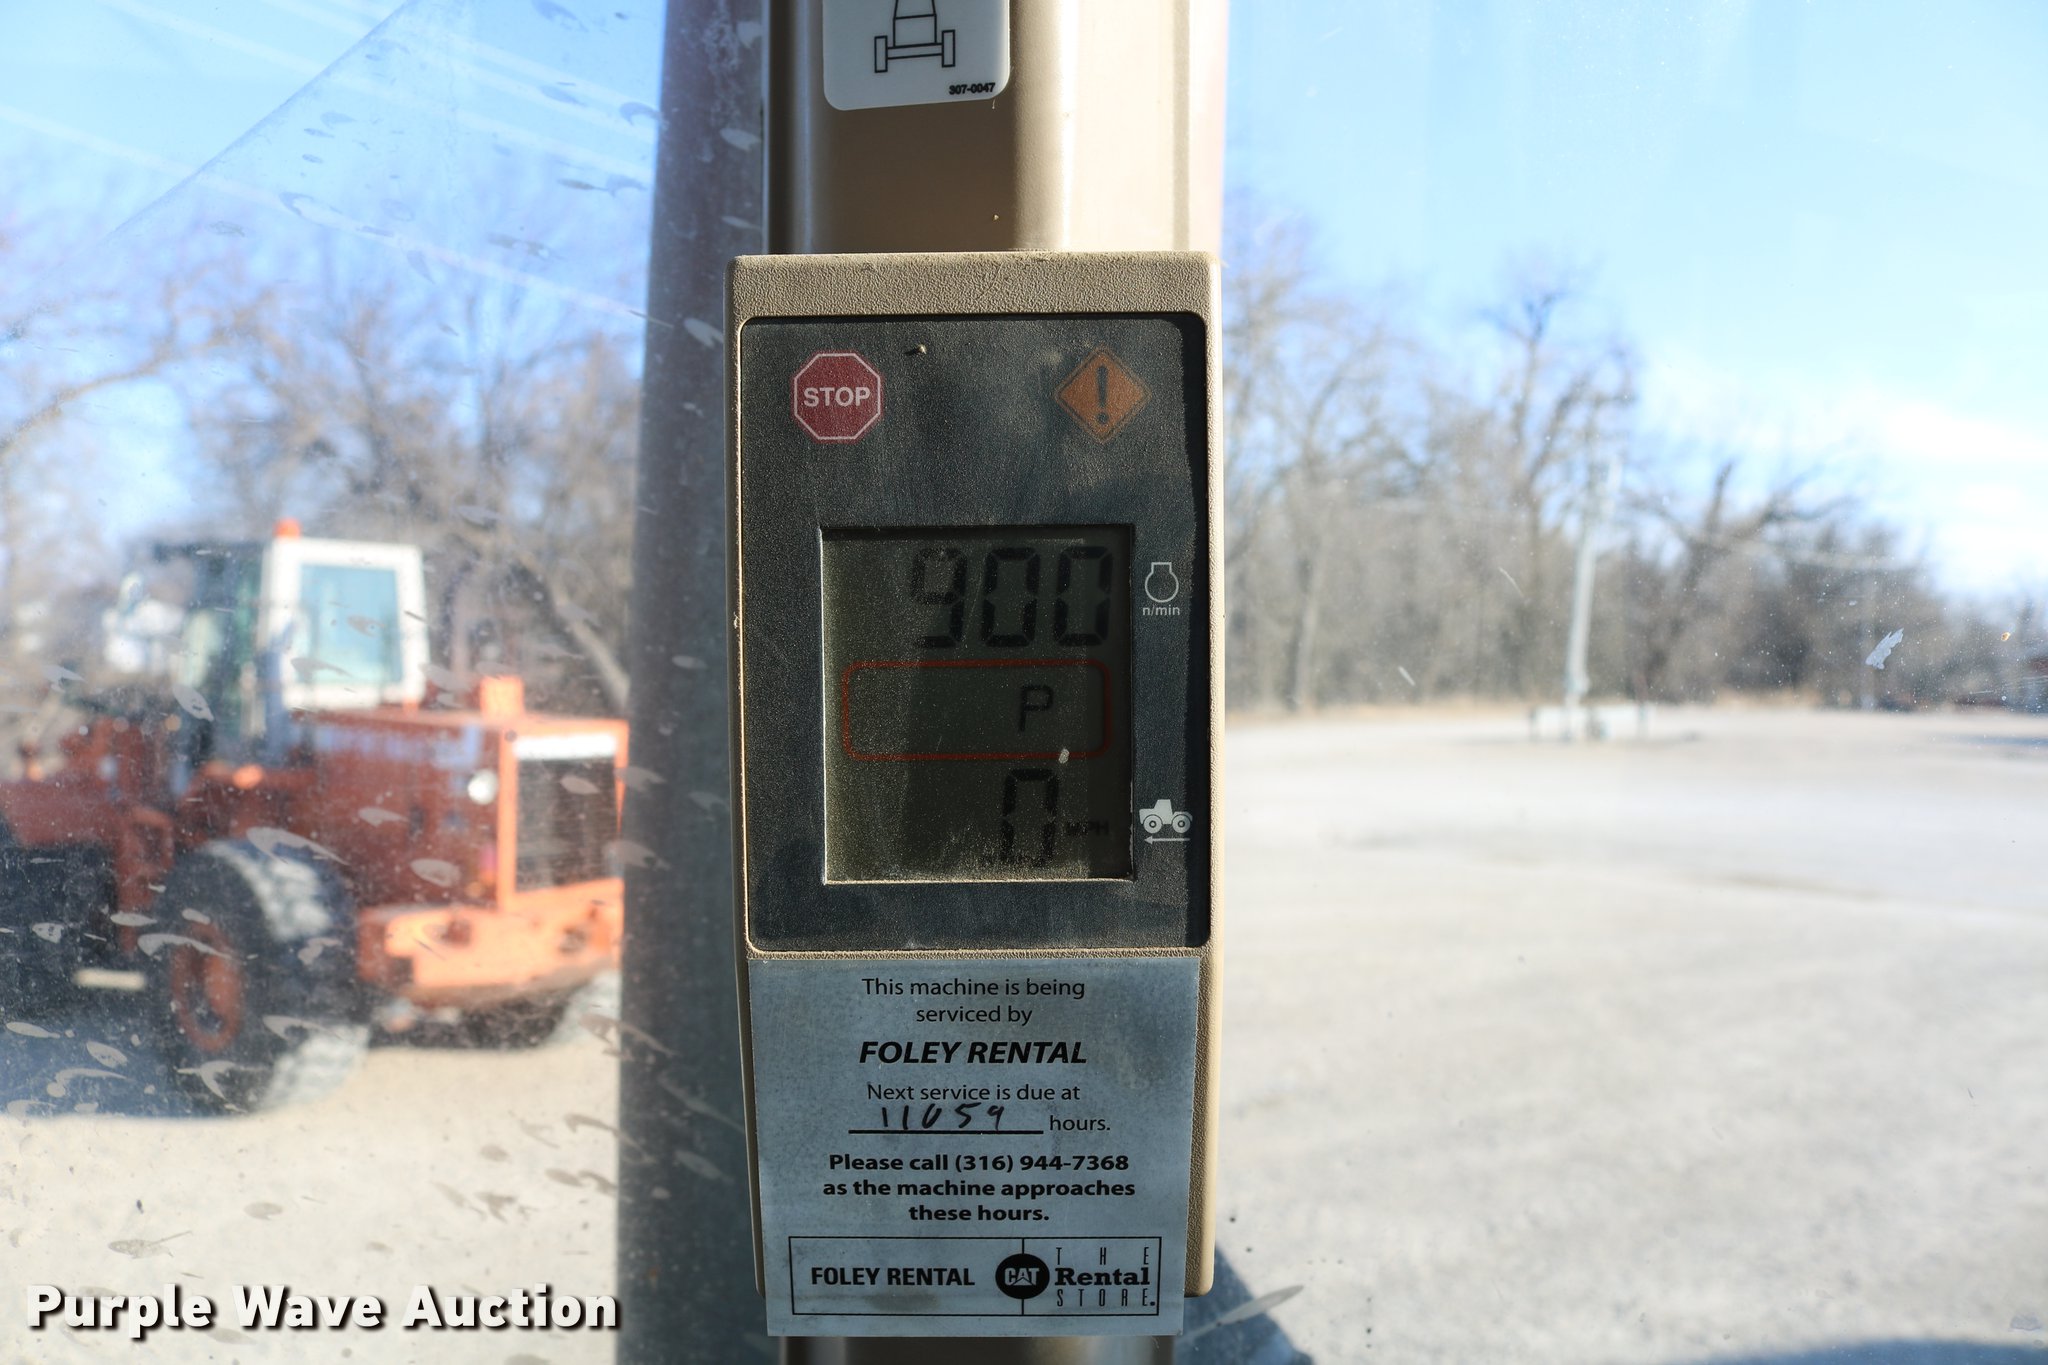 307-0047
STOP
!
900
n/min
P
0 MPH
This machine is being
serviced by
FOLEY RENTAL
Next service is due at
11059 hours.
Please call (316) 944-7368
as the machine approaches
these hours.
FOLEY RENTAL
CAT
THE
Rental
STORE.
Purple Wave Auction